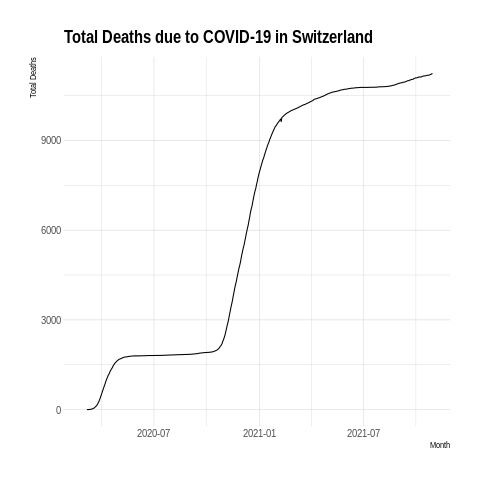 Total Deaths due to COVID-19 in Switzerland
Total Deaths
9000
6000
3000
0
2020-07
2021-01
2021-07
Month